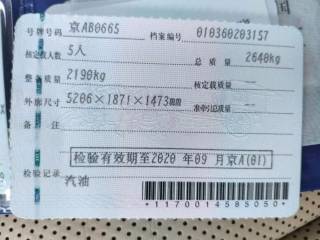 号牌号码 京AB0665 档案编号 010360203157
核定载人数 5人 总质量 2640kg
整备质量 2190kg 核定载质量 --
外廓尺寸 5206×1871×1473mm 准牵引总质量 --
备注
检验有效期至2020 年09 月京A(01)
检验记录 汽油
*1170014585050*